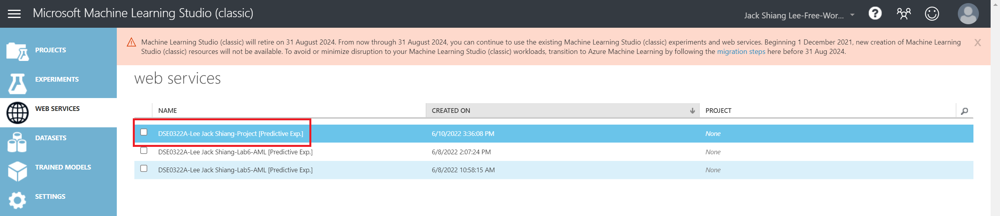 Microsoft Machine Learning Studio (classic)
Jack Shiang Lee-Free-Wor...
?
Machine Learning Studio (classic) will retire on 31 August 2024. From now through 31 August 2024, you can continue to use the existing Machine Learning Studio (classic) experiments and web services. Beginning 1 December 2021, new creation of Machine Learning
Studio (classic) resources will not be available. To avoid or minimize disruption to your Machine Learning Studio (classic) workloads, transition to Azure Machine Learning by following the migration steps here before 31 Aug 2024.
X
PROJECTS
EXPERIMENTS
WEB SERVICES
DATASETS
TRAINED MODELS
SETTINGS
web services
NAME CREATED ON PROJECT
DSE0322A-Lee Jack Shiang-Project [Predictive Exp.] 6/10/2022 3:36:08 PM None
DSE0322A-Lee Jack Shiang-Lab6-AML [Predictive Exp.] 6/8/2022 2:07:24 PM None
DSE0322A-Lee Jack Shiang-Lab5-AML [Predictive Exp.] 6/8/2022 10:58:15 AM None